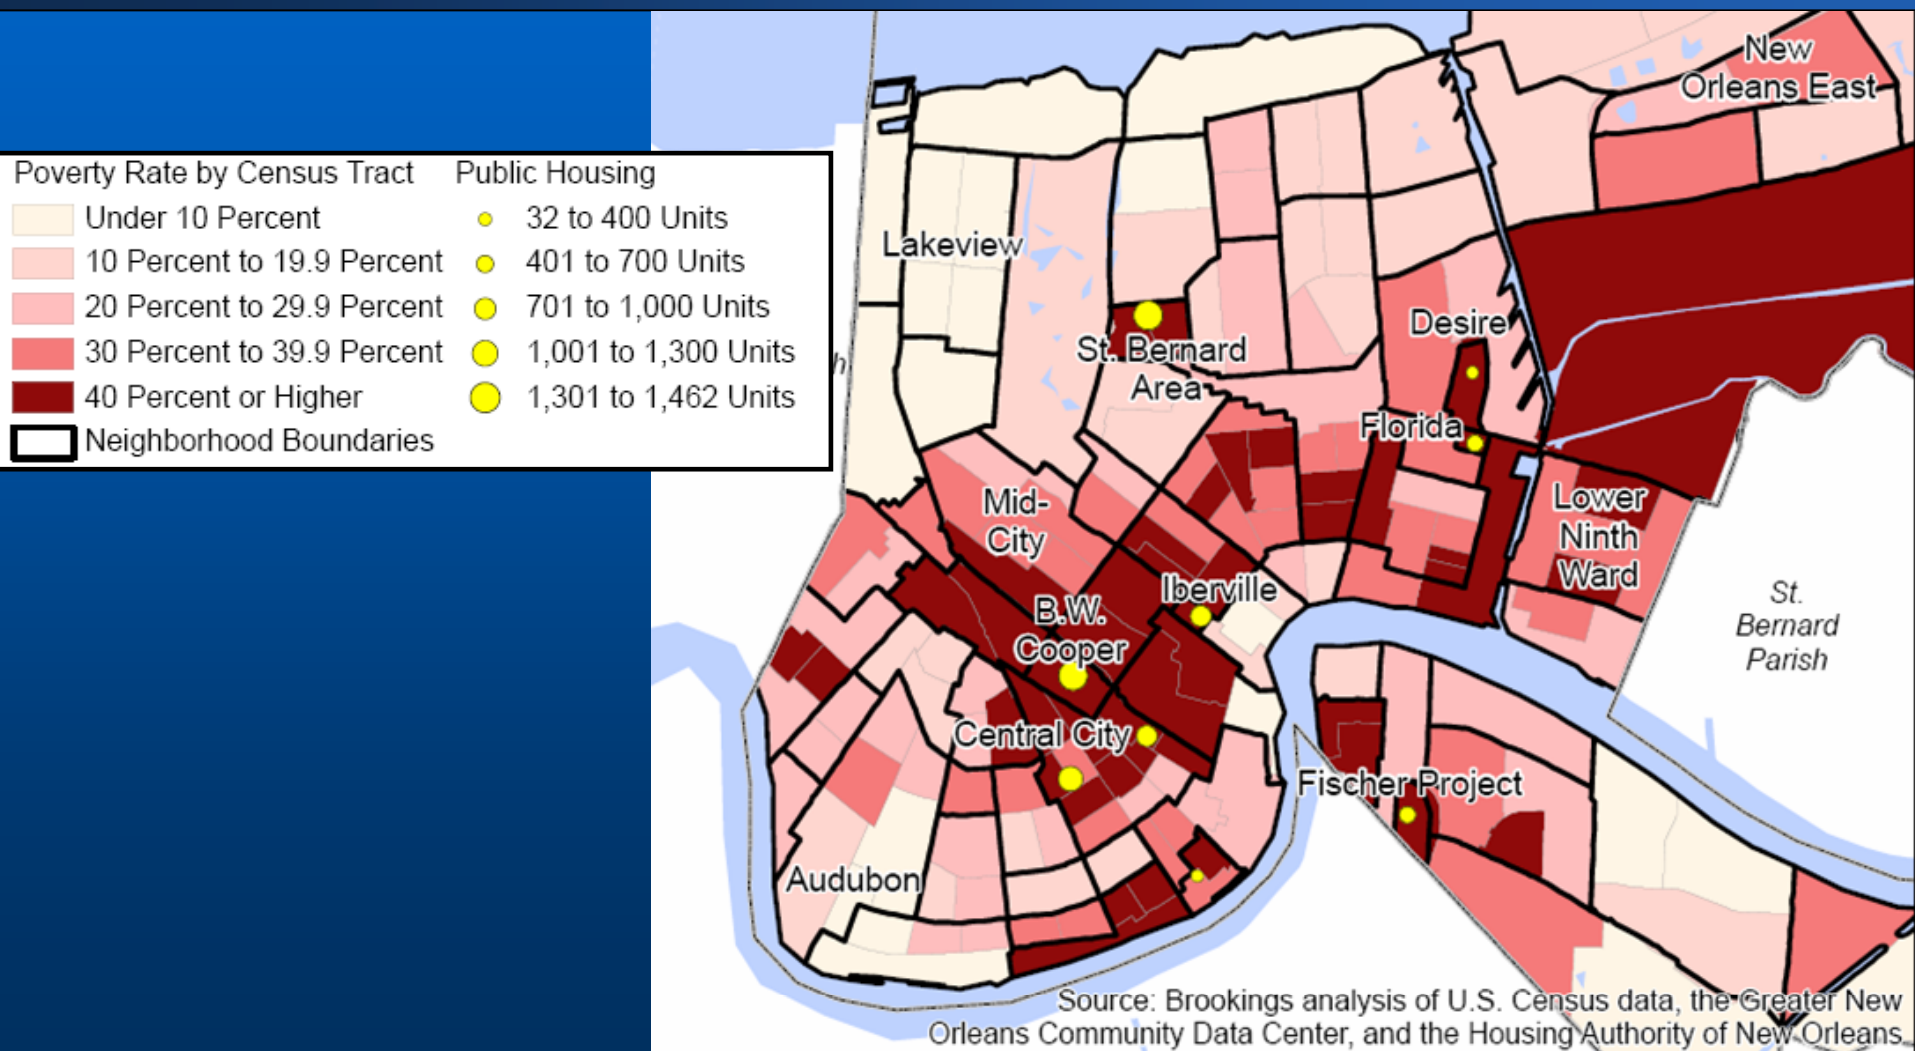 Poverty Rate by Census Tract
Under 10 Percent
10 Percent to 19.9 Percent
20 Percent to 29.9 Percent
30 Percent to 39.9 Percent
40 Percent or Higher
Neighborhood Boundaries
Public Housing
32 to 400 Units
401 to 700 Units
701 to 1,000 Units
1,001 to 1,300 Units
1,301 to 1,462 Units
h
New
Orleans East
Lakeview
Desire
St. Bernard
Area
Florida
Mid-
City
Lower
Ninth
Ward
Iberville
B.W.
Cooper
St.
Bernard
Parish
Central City
Fischer Project
Audubon
Source: Brookings analysis of U.S. Census data, the Greater New
Orleans Community Data Center, and the Housing Authority of New Orleans